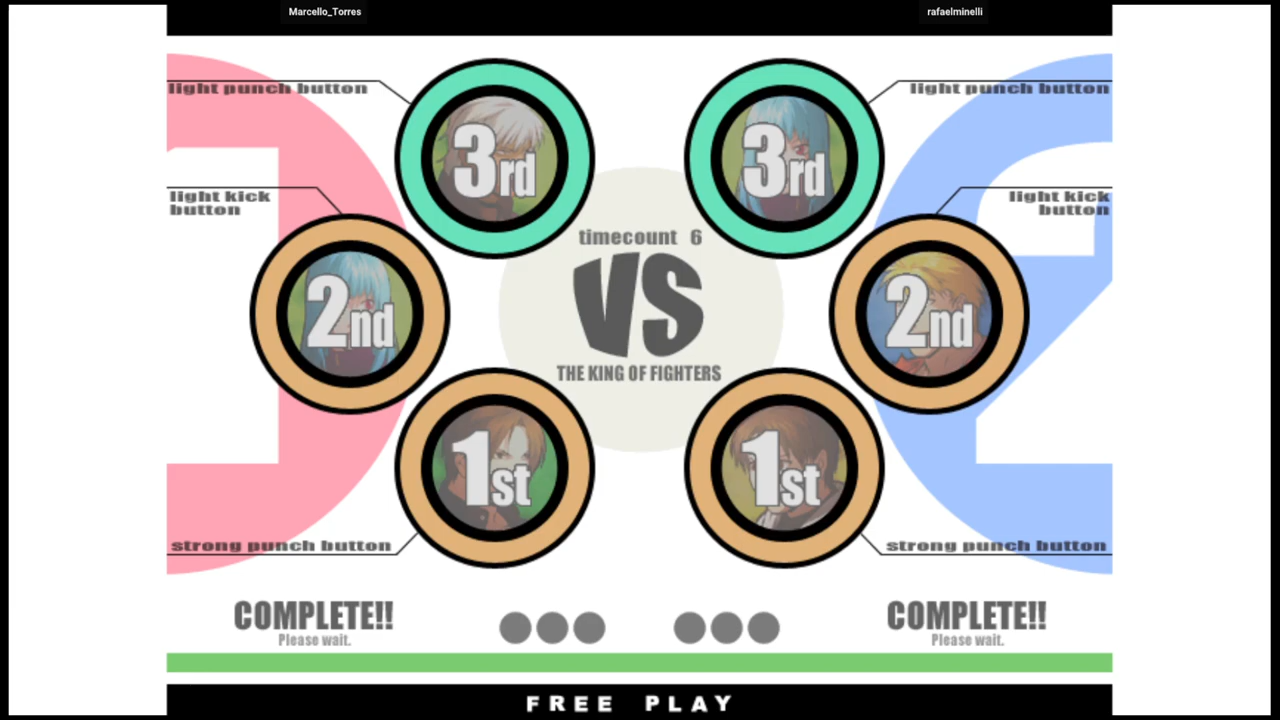 Marcello_Torres
rafaelminelli
light punch button
light punch button
3rd
3rd
light kick
button
light kick
button
timecount 6
VS
THE KING OF FIGHTERS
2nd
2nd
1st
1st
strong punch button
strong punch button
COMPLETE!!
Please wait.
COMPLETE!!
Please wait.
FREE PLAY